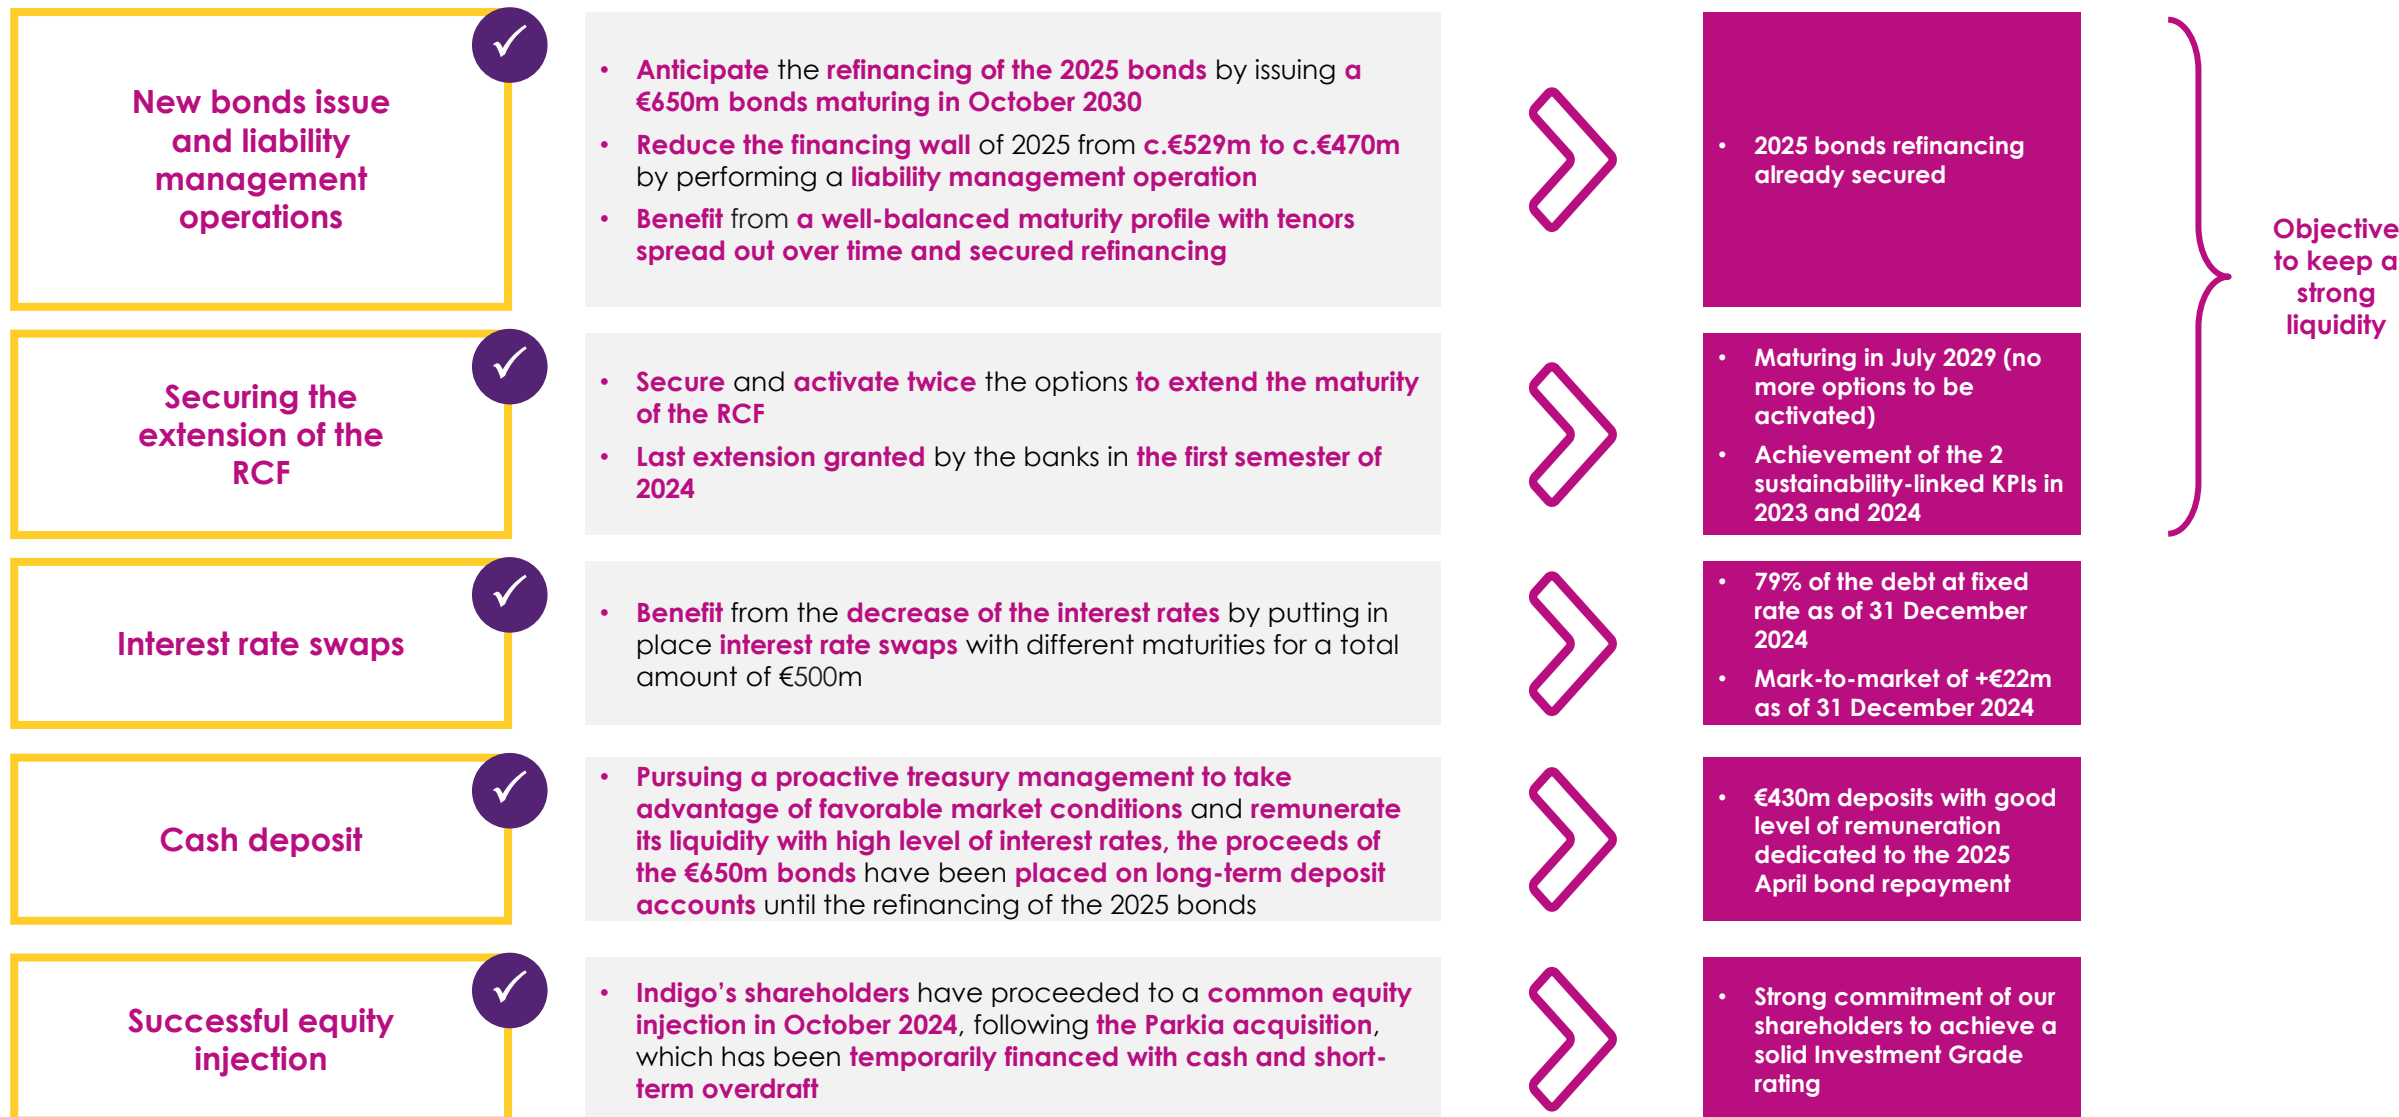 New bonds issue
and liability
management
operations
• Anticipate the refinancing of the 2025 bonds by issuing a
€650m bonds maturing in October 2030
• Reduce the financing wall of 2025 from c.€529m to c.€470m
by performing a liability management operation
• Benefit from a well-balanced maturity profile with tenors
spread out over time and secured refinancing
• 2025 bonds refinancing
already secured
Objective
to keep a
strong
liquidity
Securing the
extension of the
RCF
• Secure and activate twice the options to extend the maturity
of the RCF
• Last extension granted by the banks in the first semester of
2024
• Maturing in July 2029 (no
more options to be
activated)
• Achievement of the 2
sustainability-linked KPIs in
2023 and 2024
Interest rate swaps
• Benefit from the decrease of the interest rates by putting in
place interest rate swaps with different maturities for a total
amount of €500m
• 79% of the debt at fixed
rate as of 31 December
2024
• Mark-to-market of +€22m
as of 31 December 2024
Cash deposit
• Pursuing a proactive treasury management to take
advantage of favorable market conditions and remunerate
its liquidity with high level of interest rates, the proceeds of
the €650m bonds have been placed on long-term deposit
accounts until the refinancing of the 2025 bonds
• €430m deposits with good
level of remuneration
dedicated to the 2025
April bond repayment
Successful equity
injection
• Indigo's shareholders have proceeded to a common equity
injection in October 2024, following the Parkia acquisition,
which has been temporarily financed with cash and short-
term overdraft
• Strong commitment of our
shareholders to achieve a
solid Investment Grade
rating